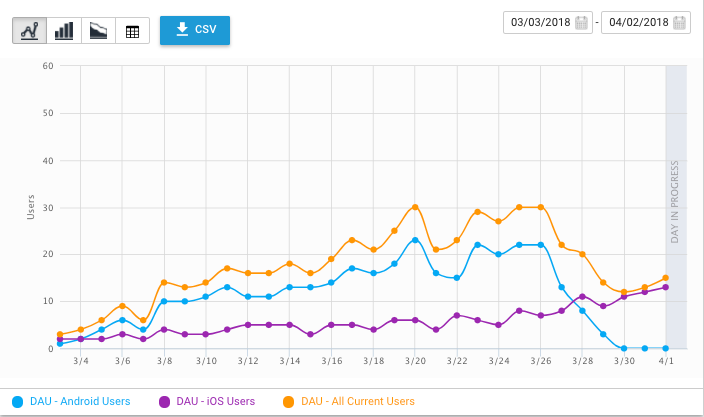 CSV
03/03/2018 - 04/02/2018
60
50
40
30
20
10
0
Users
DAY IN PROGRESS
3/4 3/6 3/8 3/10 3/12 3/14 3/16 3/18 3/20 3/22 3/24 3/26 3/28 3/30 4/1
DAU - Android Users DAU - iOS Users DAU - All Current Users